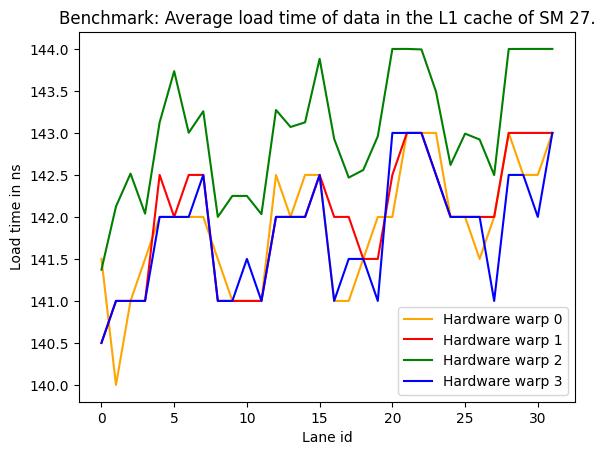 Benchmark: Average load time of data in the L1 cache of SM 27.
Load time in ns
144.0
143.5
143.0
142.5
142.0
141.5
141.0
140.5
140.0
Hardware warp 0
Hardware warp 1
Hardware warp 2
Hardware warp 3
0 5 10 15 20 25 30
Lane id